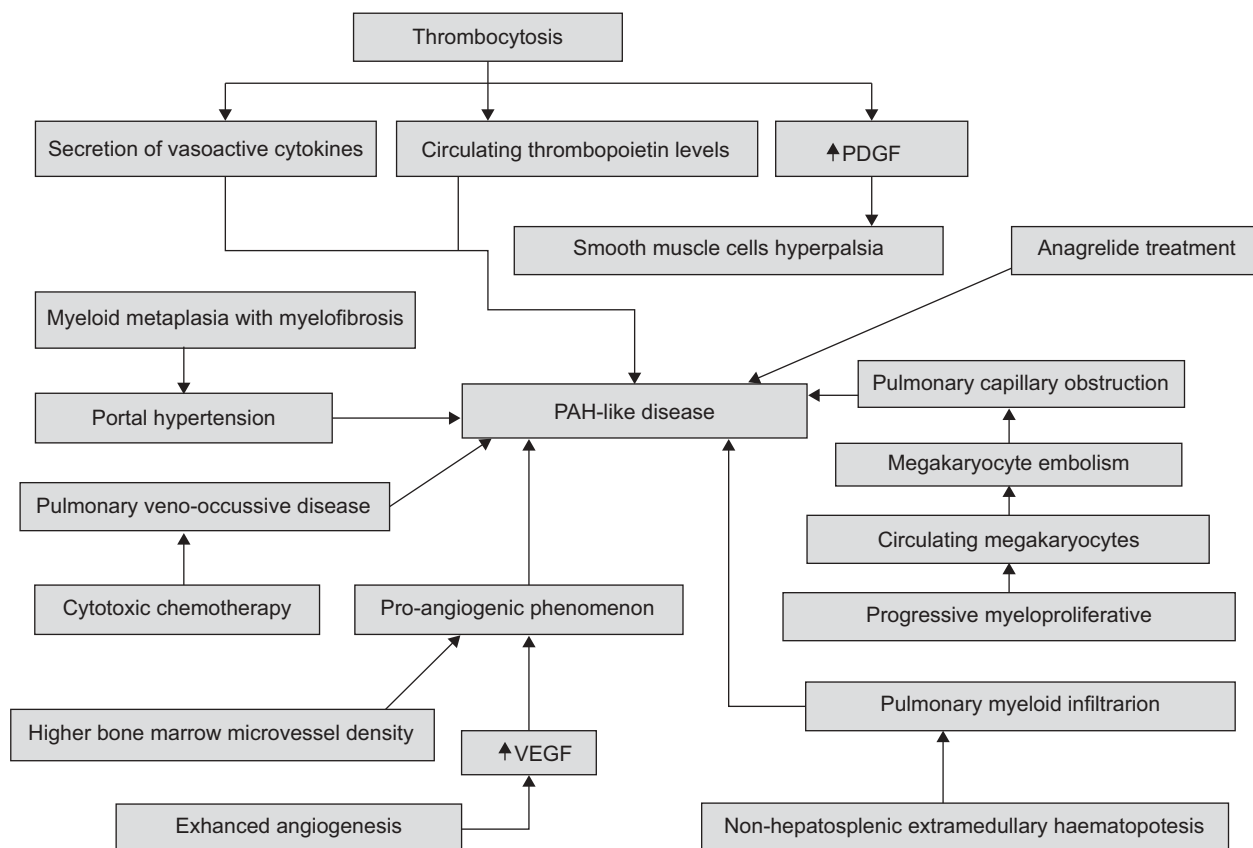 Thrombocytosis
Secretion of vasoactive cytokines
Circulating thrombopoietin levels
↑PDGF
Smooth muscle cells hyperpalsia
Anagrelide treatment
Myeloid metaplasia with myelofibrosis
Pulmonary capillary obstruction
Portal hypertension
PAH-like disease
Megakaryocyte embolism
Pulmonary veno-occussive disease
Circulating megakaryocytes
Cytotoxic chemotherapy
Pro-angiogenic phenomenon
Progressive myeloproliferative
Pulmonary myeloid infiltrarion
Higher bone marrow microvessel density
↑VEGF
Exhanced angiogenesis
Non-hepatosplenic extramedullary haematopotesis